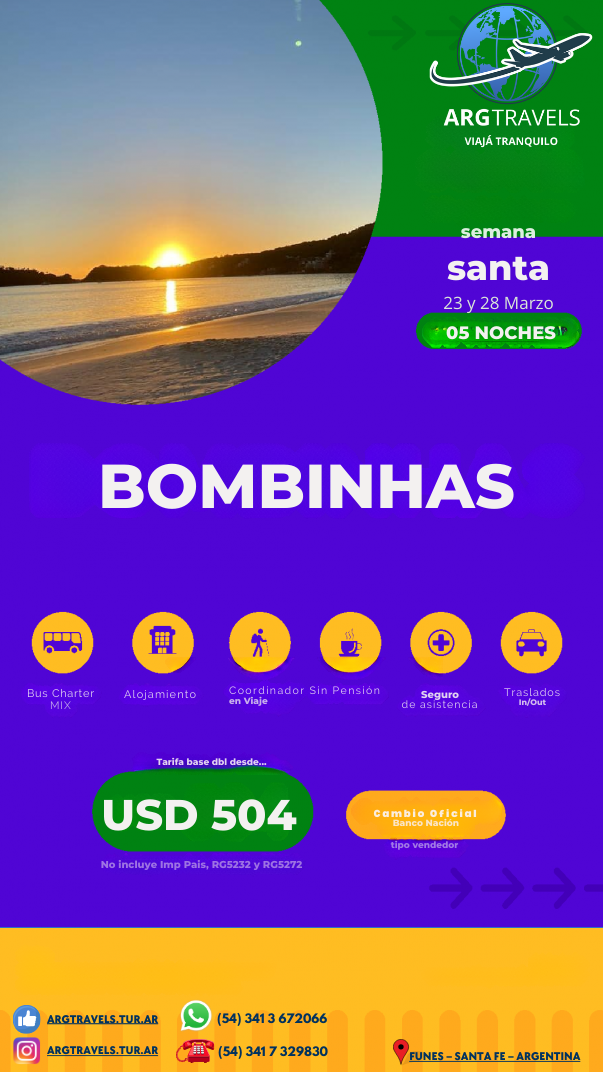 ARGTRAVELS
VIAJÁ TRANQUILO
semana
santa
23 y 28 Marzo
05 NOCHES
BOMBINHAS
Bus Charter
MIX
Alojamiento
Coordinador
en Viaje
Sin Pensión
Seguro
de asistencia
Traslados
In/Out
Tarifa base dbl desde...
USD 504
No incluye Imp Pais, RG5232 y RG5272
Cambio Oficial
Banco Nación
tipo vendedor
ARGTRAVELS.TUR.AR
(54) 341 3 672066
ARGTRAVELS.TUR.AR
(54) 341 7 329830
FUNES – SANTA FE – ARGENTINA